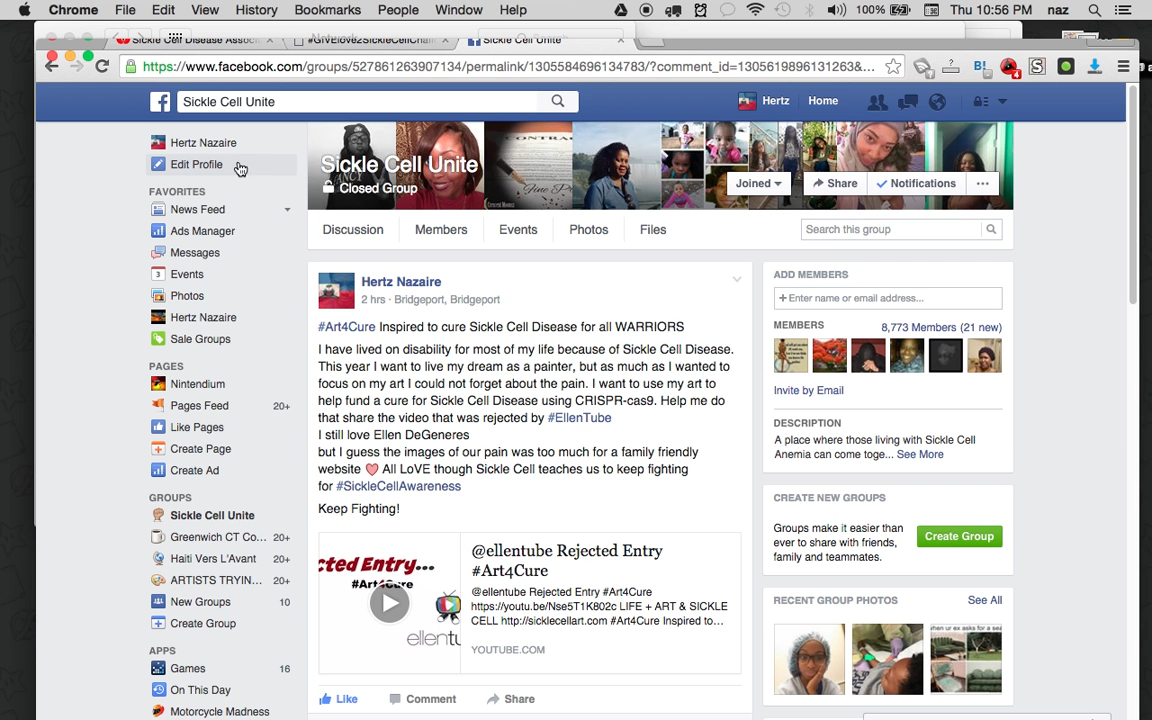 Chrome File Edit View History Bookmarks People Window Help 100% Thu 10:56 PM naz
Sickle Cell Disease Assoc
#GIVElove2SickleCellChan
Sickle Cell Unite
https://www.facebook.com/groups/527861263907134/permalink/1305584696134783/?comment_id=1305619896131263&...
Sickle Cell Unite
Hertz Home
Hertz Nazaire
Edit Profile
FAVORITES
News Feed
Ads Manager
Messages
Events
Photos
Hertz Nazaire
Sale Groups
PAGES
Nintendium
Pages Feed 20+
Like Pages
Create Page
Create Ad
GROUPS
Sickle Cell Unite
Greenwich CT Co... 20+
Haiti Vers L'Avant 20+
ARTISTS TRYIN... 20+
New Groups 10
Create Group
APPS
Games 16
On This Day
Motorcycle Madness
Sickle Cell Unite
Closed Group
Joined Share Notifications ...
Discussion Members Events Photos Files
Search this group
Hertz Nazaire
2 hrs · Bridgeport, Bridgeport
#Art4Cure Inspired to cure Sickle Cell Disease for all WARRIORS
I have lived on disability for most of my life because of Sickle Cell Disease.
This year I want to live my dream as a painter, but as much as I wanted to
focus on my art I could not forget about the pain. I want to use my art to
help fund a cure for Sickle Cell Disease using CRISPR-cas9. Help me do
that share the video that was rejected by #EllenTube
I still love Ellen DeGeneres
but I guess the images of our pain was too much for a family friendly
website ❤ All LoVE though Sickle Cell teaches us to keep fighting
for #SickleCellAwareness
Keep Fighting!
cted Entry...
#Art4Cure
ellentu
@ellentube Rejected Entry
#Art4Cure
@ellentube Rejected Entry #Art4Cure
https://youtu.be/Nse5T1K802c LIFE + ART & SICKLE
CELL http://sicklecellart.com #Art4Cure Inspired to...
YOUTUBE.COM
Like Comment Share
ADD MEMBERS
+ Enter name or email address...
MEMBERS 8,773 Members (21 new)
Invite by Email
DESCRIPTION
A place where those living with Sickle Cell
Anemia can come toge... See More
CREATE NEW GROUPS
Groups make it easier than
ever to share with friends,
family and teammates.
Create Group
RECENT GROUP PHOTOS See All